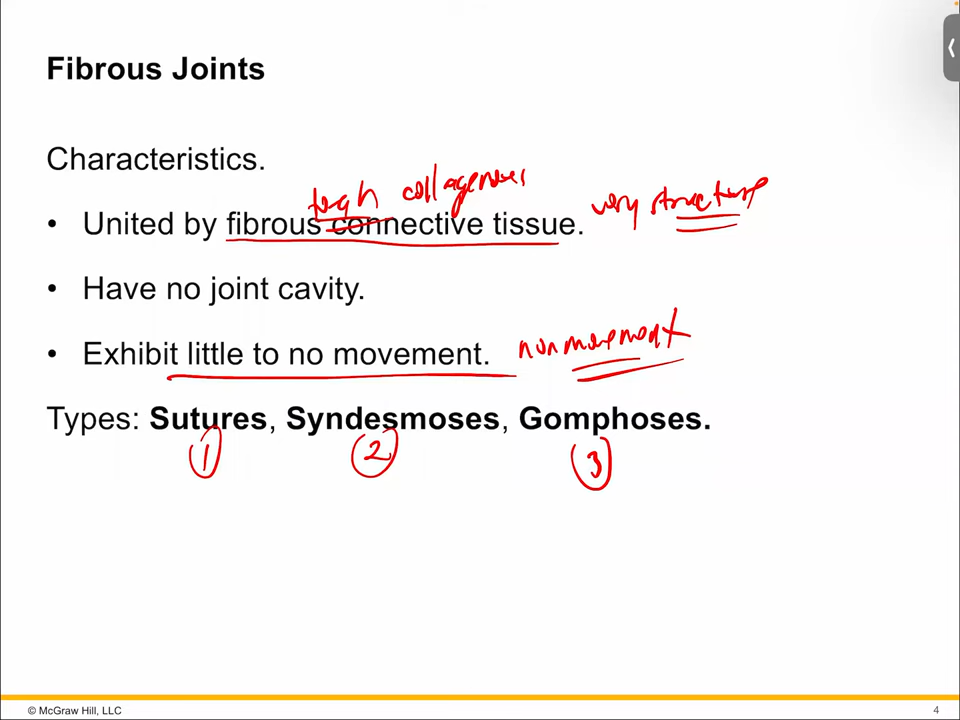 Fibrous Joints
Characteristics.
tough collagenous
• United by fibrous connective tissue. very structure
• Have no joint cavity.
• Exhibit little to no movement. non movement
Types: Sutures, Syndesmoses, Gomphoses.
1 2 3
© McGraw Hill, LLC 4